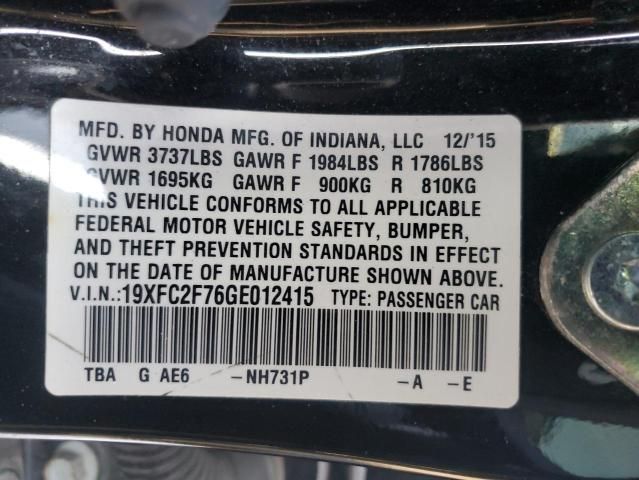 MFD. BY HONDA MFG. OF INDIANA, LLC 12/'15
GVWR 3737LBS GAWR F 1984LBS R 1786LBS
GVWR 1695KG GAWR F 900KG R 810KG
THIS VEHICLE CONFORMS TO ALL APPLICABLE
FEDERAL MOTOR VEHICLE SAFETY, BUMPER,
AND THEFT PREVENTION STANDARDS IN EFFECT
ON THE DATE OF MANUFACTURE SHOWN ABOVE.
V.I.N.:19XFC2F76GE012415 TYPE: PASSENGER CAR
TBA G AE6 -NH731P -A -E